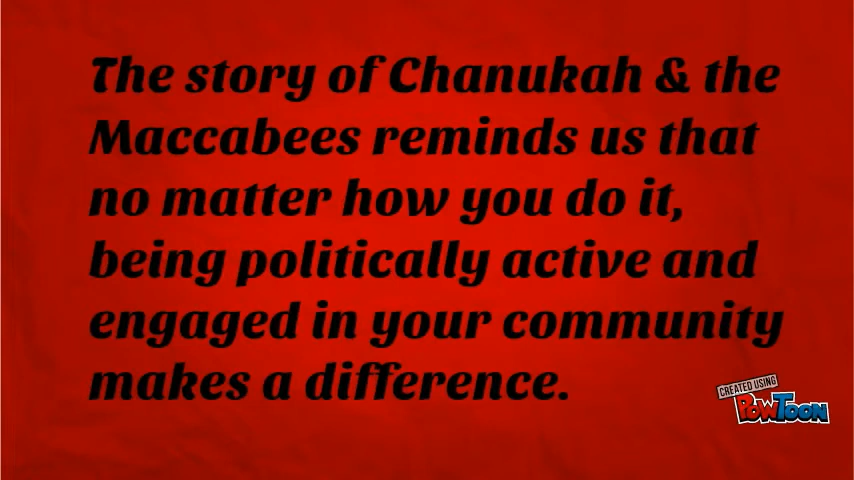 The story of Chanukah & the
Maccabees reminds us that
no matter how you do it,
being politically active and
engaged in your community
makes a difference.
CREATED USING
POWTOON